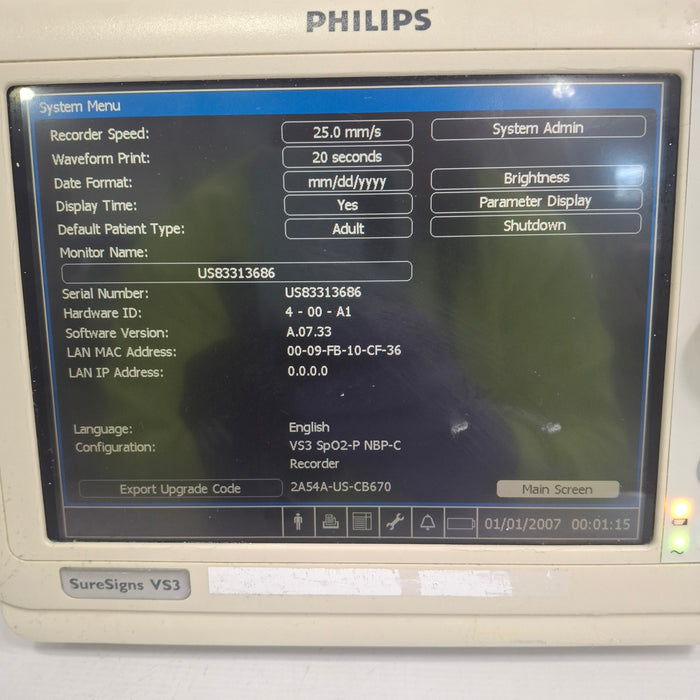 PHILIPS
System Menu
Recorder Speed: 25.0 mm/s System Admin
Waveform Print: 20 seconds
Date Format: mm/dd/yyyy Brightness
Display Time: Yes Parameter Display
Default Patient Type: Adult Shutdown
Monitor Name:
US83313686
Serial Number: US83313686
Hardware ID: 4 - 00 - A1
Software Version: A.07.33
LAN MAC Address: 00-09-FB-10-CF-36
LAN IP Address: 0.0.0.0
Language: English
Configuration: VS3 SpO2-P NBP-C
Recorder
Export Upgrade Code 2A54A-US-CB670 Main Screen
01/01/2007 00:01:15
SureSigns VS3